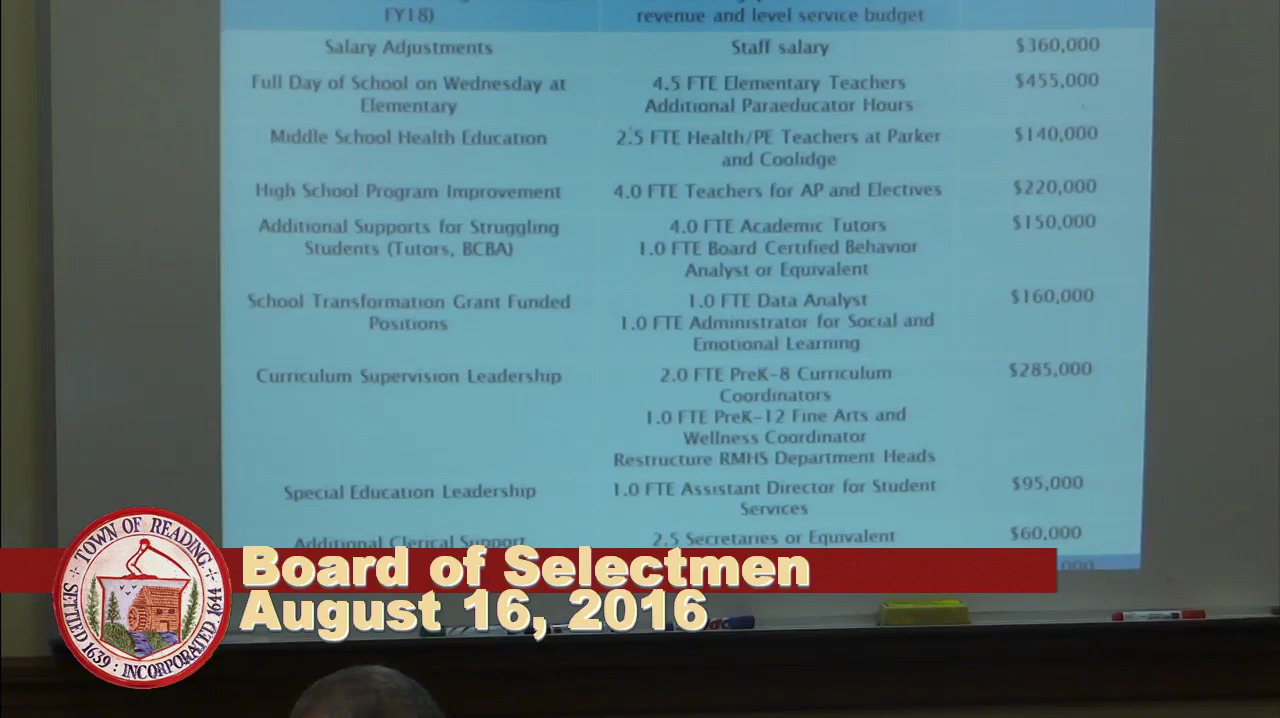 FY18)
revenue and level service budget
Salary Adjustments
Staff salary
$360,000
Full Day of School on Wednesday at
Elementary
4.5 FTE Elementary Teachers
Additional Paraeducator Hours
$455,000
Middle School Health Education
2.5 FTE Health/PE Teachers at Parker
and Coolidge
$140,000
High School Program Improvement
4.0 FTE Teachers for AP and Electives
$220,000
Additional Supports for Struggling
Students (Tutors, BCBA)
4.0 FTE Academic Tutors
1.0 FTE Board Certified Behavior
Analyst or Equivalent
$150,000
School Transformation Grant Funded
Positions
1.0 FTE Data Analyst
1.0 FTE Administrator for Social and
Emotional Learning
$160,000
Curriculum Supervision Leadership
2.0 FTE PreK-8 Curriculum
Coordinators
1.0 FTE PreK-12 Fine Arts and
Wellness Coordinator
Restructure RMHS Department Heads
$285,000
Special Education Leadership
1.0 FTE Assistant Director for Student
Services
$95,000
Additional Clerical Support
2.5 Secretaries or Equivalent
$60,000
TOWN OF READING
SETTLED 1639 : INCORPORATED 1644
Board of Selectmen
August 16, 2016